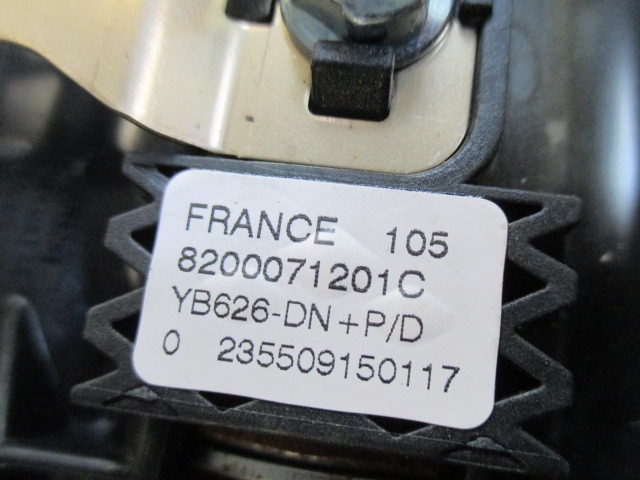 FRANCE 105
8200071201C
YB626-DN+P/D
0 235509150117